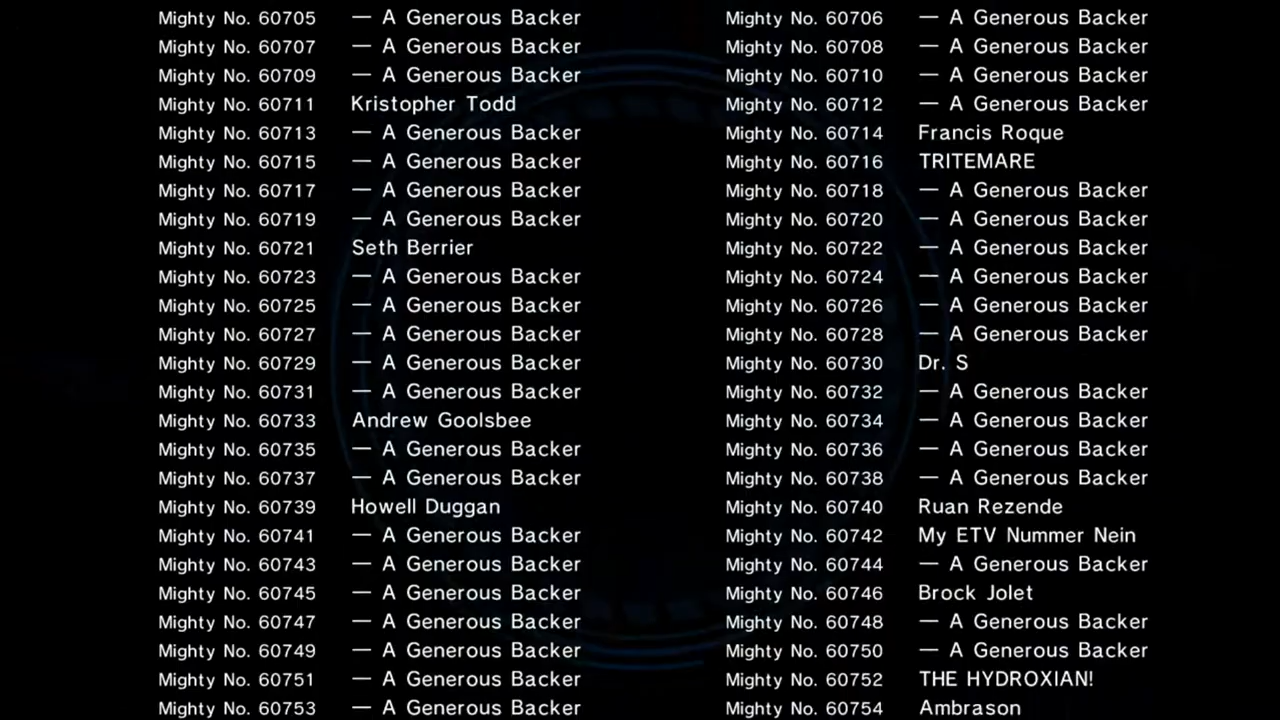 Mighty No. 60705 — A Generous Backer Mighty No. 60706 — A Generous Backer
Mighty No. 60707 — A Generous Backer Mighty No. 60708 — A Generous Backer
Mighty No. 60709 — A Generous Backer Mighty No. 60710 — A Generous Backer
Mighty No. 60711 Kristopher Todd Mighty No. 60712 — A Generous Backer
Mighty No. 60713 — A Generous Backer Mighty No. 60714 Francis Roque
Mighty No. 60715 — A Generous Backer Mighty No. 60716 TRITEMARE
Mighty No. 60717 — A Generous Backer Mighty No. 60718 — A Generous Backer
Mighty No. 60719 — A Generous Backer Mighty No. 60720 — A Generous Backer
Mighty No. 60721 Seth Berrier Mighty No. 60722 — A Generous Backer
Mighty No. 60723 — A Generous Backer Mighty No. 60724 — A Generous Backer
Mighty No. 60725 — A Generous Backer Mighty No. 60726 — A Generous Backer
Mighty No. 60727 — A Generous Backer Mighty No. 60728 — A Generous Backer
Mighty No. 60729 — A Generous Backer Mighty No. 60730 Dr. S
Mighty No. 60731 — A Generous Backer Mighty No. 60732 — A Generous Backer
Mighty No. 60733 Andrew Goolsbee Mighty No. 60734 — A Generous Backer
Mighty No. 60735 — A Generous Backer Mighty No. 60736 — A Generous Backer
Mighty No. 60737 — A Generous Backer Mighty No. 60738 — A Generous Backer
Mighty No. 60739 Howell Duggan Mighty No. 60740 Ruan Rezende
Mighty No. 60741 — A Generous Backer Mighty No. 60742 My ETV Nummer Nein
Mighty No. 60743 — A Generous Backer Mighty No. 60744 — A Generous Backer
Mighty No. 60745 — A Generous Backer Mighty No. 60746 Brock Jolet
Mighty No. 60747 — A Generous Backer Mighty No. 60748 — A Generous Backer
Mighty No. 60749 — A Generous Backer Mighty No. 60750 — A Generous Backer
Mighty No. 60751 — A Generous Backer Mighty No. 60752 THE HYDROXIAN!
Mighty No. 60753 — A Generous Backer Mighty No. 60754 Ambrason